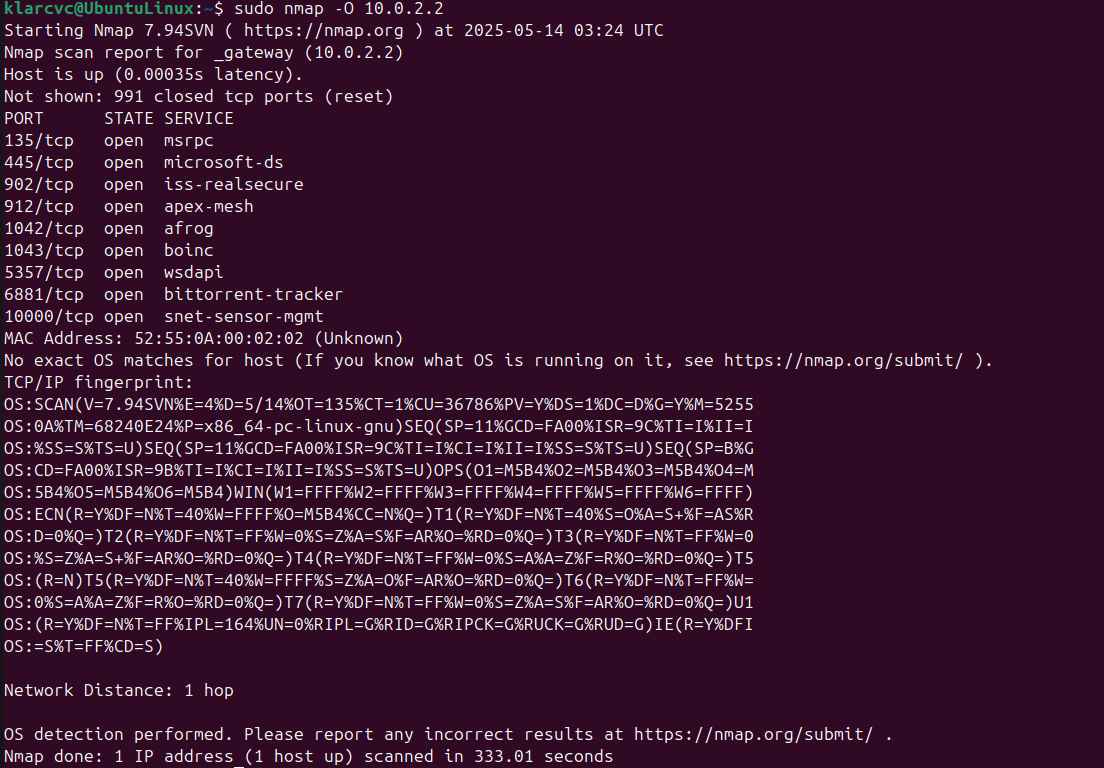 klarcvc@UbuntuLinux:~$ sudo nmap -O 10.0.2.2
Starting Nmap 7.94SVN ( https://nmap.org ) at 2025-05-14 03:24 UTC
Nmap scan report for _gateway (10.0.2.2)
Host is up (0.00035s latency).
Not shown: 991 closed tcp ports (reset)
PORT      STATE SERVICE
135/tcp   open  msrpc
445/tcp   open  microsoft-ds
902/tcp   open  iss-realsecure
912/tcp   open  apex-mesh
1042/tcp  open  afrog
1043/tcp  open  boinc
5357/tcp  open  wsdapi
6881/tcp  open  bittorrent-tracker
10000/tcp open  snet-sensor-mgmt
MAC Address: 52:55:0A:00:02:02 (Unknown)
No exact OS matches for host (If you know what OS is running on it, see https://nmap.org/submit/ ).
TCP/IP fingerprint:
OS:SCAN(V=7.94SVN%E=4%D=5/14%OT=135%CT=1%CU=36786%PV=Y%DS=1%DC=D%G=Y%M=5255
OS:0A%TM=68240E24%P=x86_64-pc-linux-gnu)SEQ(SP=11%GCD=FA00%ISR=9C%TI=I%II=I
OS:%SS=S%TS=U)SEQ(SP=11%GCD=FA00%ISR=9C%TI=I%CI=I%II=I%SS=S%TS=U)SEQ(SP=B%G
OS:CD=FA00%ISR=9B%TI=I%CI=I%II=I%SS=S%TS=U)OPS(O1=M5B4%O2=M5B4%O3=M5B4%O4=M
OS:5B4%O5=M5B4%O6=M5B4)WIN(W1=FFFF%W2=FFFF%W3=FFFF%W4=FFFF%W5=FFFF%W6=FFFF)
OS:ECN(R=Y%DF=N%T=40%W=FFFF%O=M5B4%CC=N%Q=)T1(R=Y%DF=N%T=40%S=O%A=S+%F=AS%R
OS:D=0%Q=)T2(R=Y%DF=N%T=FF%W=0%S=Z%A=S%F=AR%O=%RD=0%Q=)T3(R=Y%DF=N%T=FF%W=0
OS:%S=Z%A=S+%F=AR%O=%RD=0%Q=)T4(R=Y%DF=N%T=FF%W=0%S=A%A=Z%F=R%O=%RD=0%Q=)T5
OS:(R=N)T5(R=Y%DF=N%T=40%W=FFFF%S=Z%A=O%F=AR%O=%RD=0%Q=)T6(R=Y%DF=N%T=FF%W=
OS:0%S=A%A=Z%F=R%O=%RD=0%Q=)T7(R=Y%DF=N%T=FF%W=0%S=Z%A=S%F=AR%O=%RD=0%Q=)U1
OS:(R=Y%DF=N%T=FF%IPL=164%UN=0%RIPL=G%RID=G%RIPCK=G%RUCK=G%RUD=G)IE(R=Y%DFI
OS:=S%T=FF%CD=S)
Network Distance: 1 hop
OS detection performed. Please report any incorrect results at https://nmap.org/submit/ .
Nmap done: 1 IP address (1 host up) scanned in 333.01 seconds